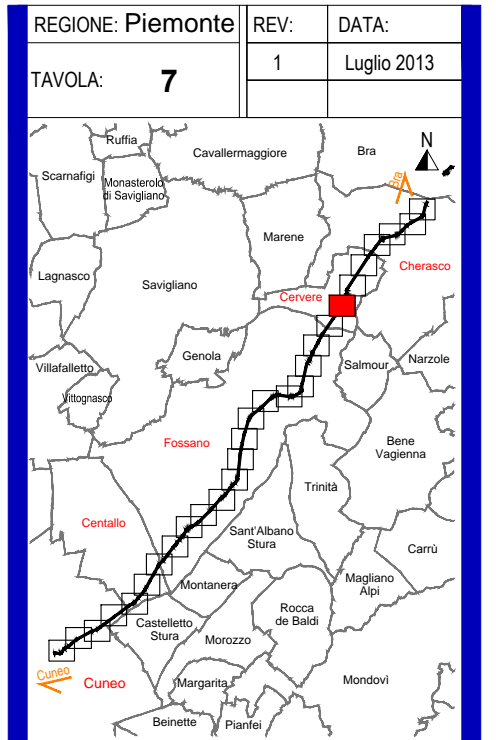 REGIONE: Piemonte
REV:
DATA:
TAVOLA: 7
1
Luglio 2013
Ruffia
Cavallermaggiore
Bra
N
Scarnafigi
Monasterolo
di Savigliano
Bra
Marene
Cherasco
Lagnasco
Savigliano
Cervere
Villafalletto
Genola
Salmour
Narzole
Vittognasco
Fossano
Bene
Vagienna
Trinità
Centallo
Sant'Albano
Stura
Carrù
Montanera
Magliano
Alpi
Rocca
de Baldi
Castelletto
Stura
Morozzo
Cuneo
Cuneo
Margarita
Mondovì
Beinette
Pianfei